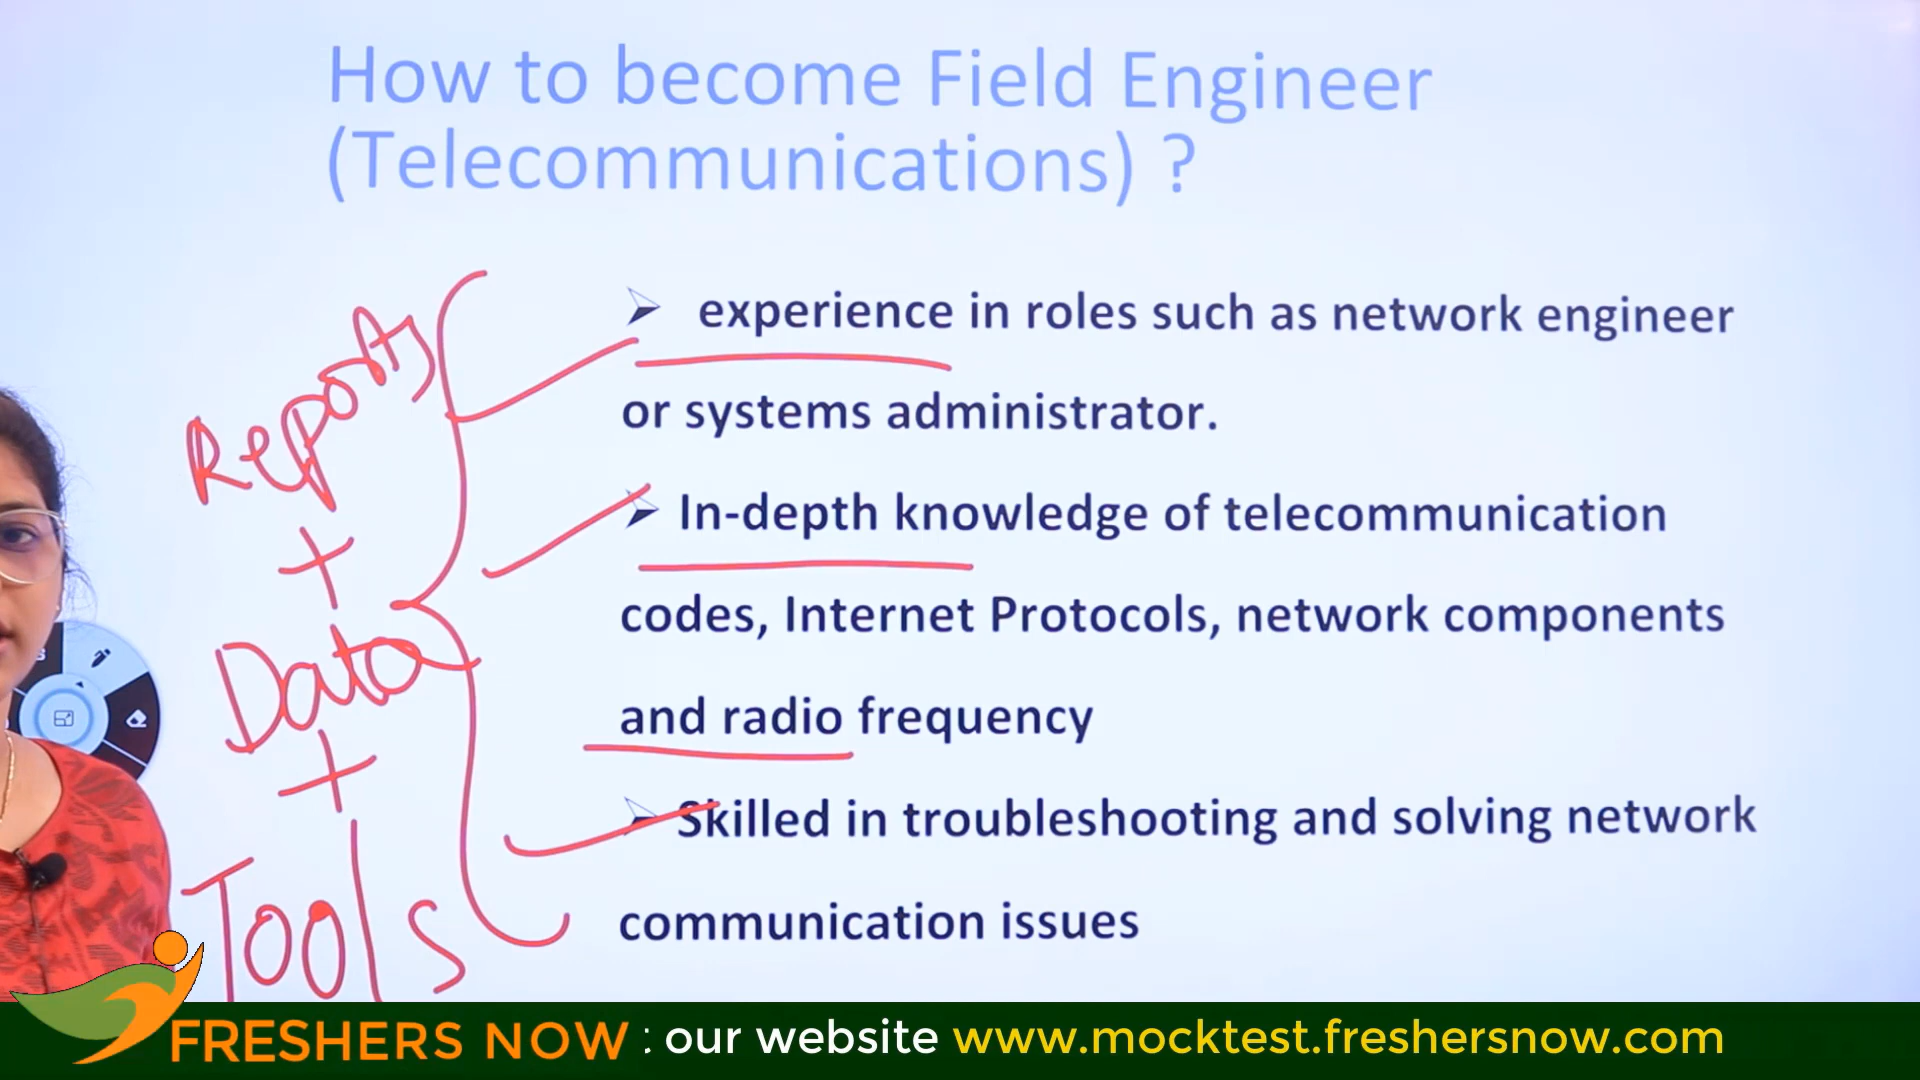 How to become Field Engineer
(Telecommunications) ?
experience in roles such as network engineer
or systems administrator.
In-depth knowledge of telecommunication
codes, Internet Protocols, network components
and radio frequency
Skilled in troubleshooting and solving network
communication issues
Reports
+
Data
+
Tools
FRESHERS NOW : our website www.mocktest.freshersnow.com